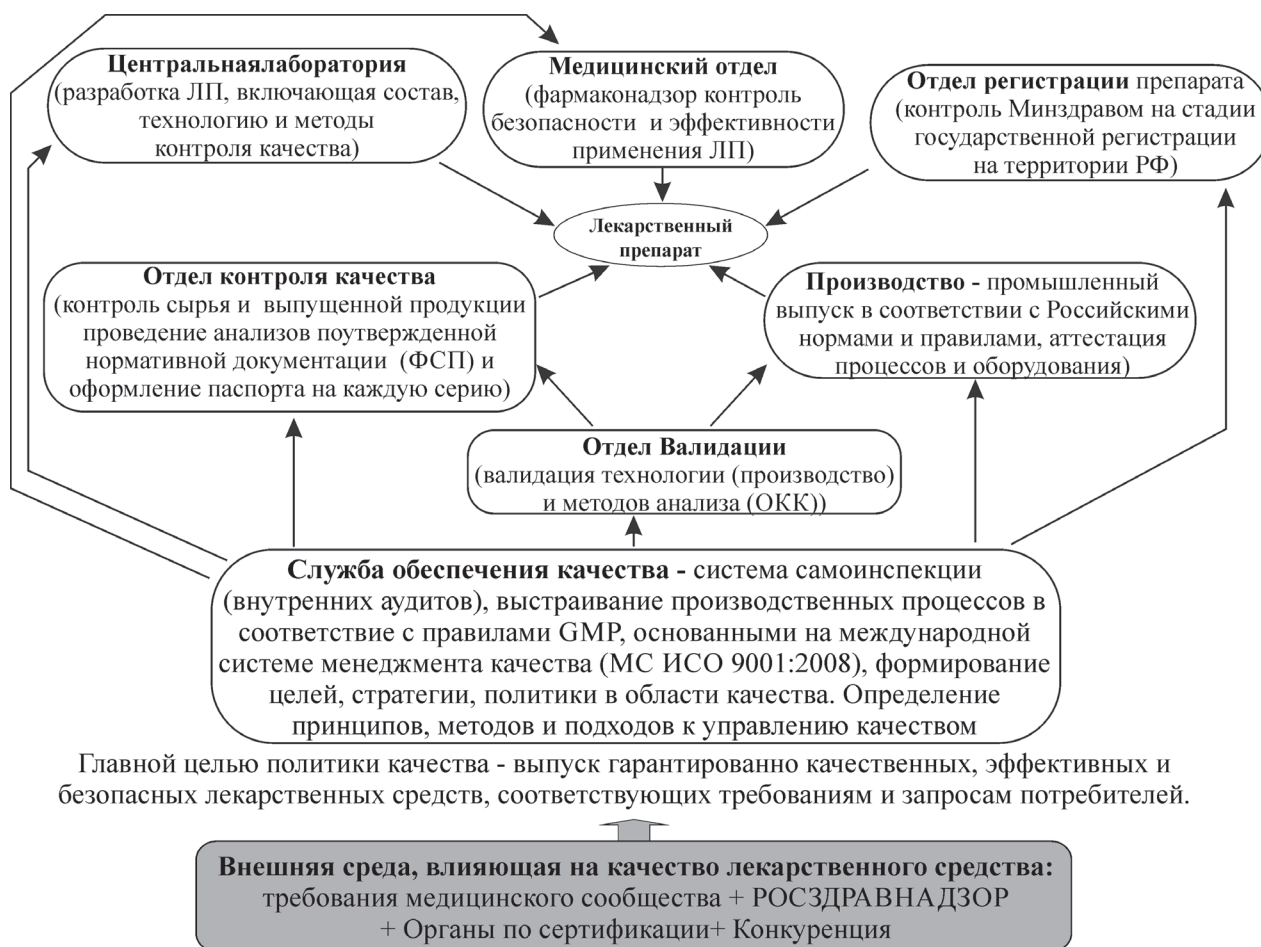 Центральнаялаборатория
(разработка ЛП, включающая состав,
технологию и методы
контроля качества)
Медицинский отдел
(фармаконадзор контроль
безопасности и эффективности
применения ЛП)
Отдел регистрации препарата
(контроль Минздравом на стадии
государственной регистрации
на территории РФ)
Лекарственный
препарат
Отдел контроля качества
(контроль сырья и выпущенной продукции
проведение анализов поутвержденной
нормативной документации (ФСП) и
оформление паспорта на каждую серию)
Производство - промышленный
выпуск в соответствии с Российскими
нормами и правилами, аттестация
процессов и оборудования)
Отдел Валидации
(валидация технологии (производство)
и методов анализа (ОКК))
Служба обеспечения качества - система самоинспекции
(внутренних аудитов), выстраивание производственных процессов в
соответствие с правилами GMP, основанными на международной
системе менеджмента качества (МС ИСО 9001:2008), формирование
целей, стратегии, политики в области качества. Определение
принципов, методов и подходов к управлению качеством
Главной целью политики качества - выпуск гарантированно качественных, эффективных и
безопасных лекарственных средств, соответствующих требованиям и запросам потребителей.
Внешняя среда, влияющая на качество лекарственного средства:
требования медицинского сообщества + РОСЗДРАВНАДЗОР
+ Органы по сертификации+ Конкуренция